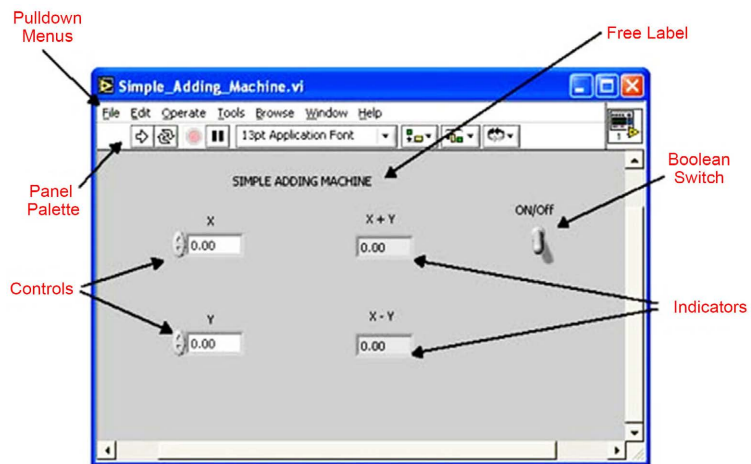 Pulldown
Menus
Free Label
Simple_Adding_Machine.vi
File Edit Operate Tools Browse Window Help
13pt Application Font
1
Panel
Palette
SIMPLE ADDING MACHINE
Boolean
Switch
X
X + Y
ON/Off
0.00
0.00
Controls
Indicators
Y
X - Y
0.00
0.00